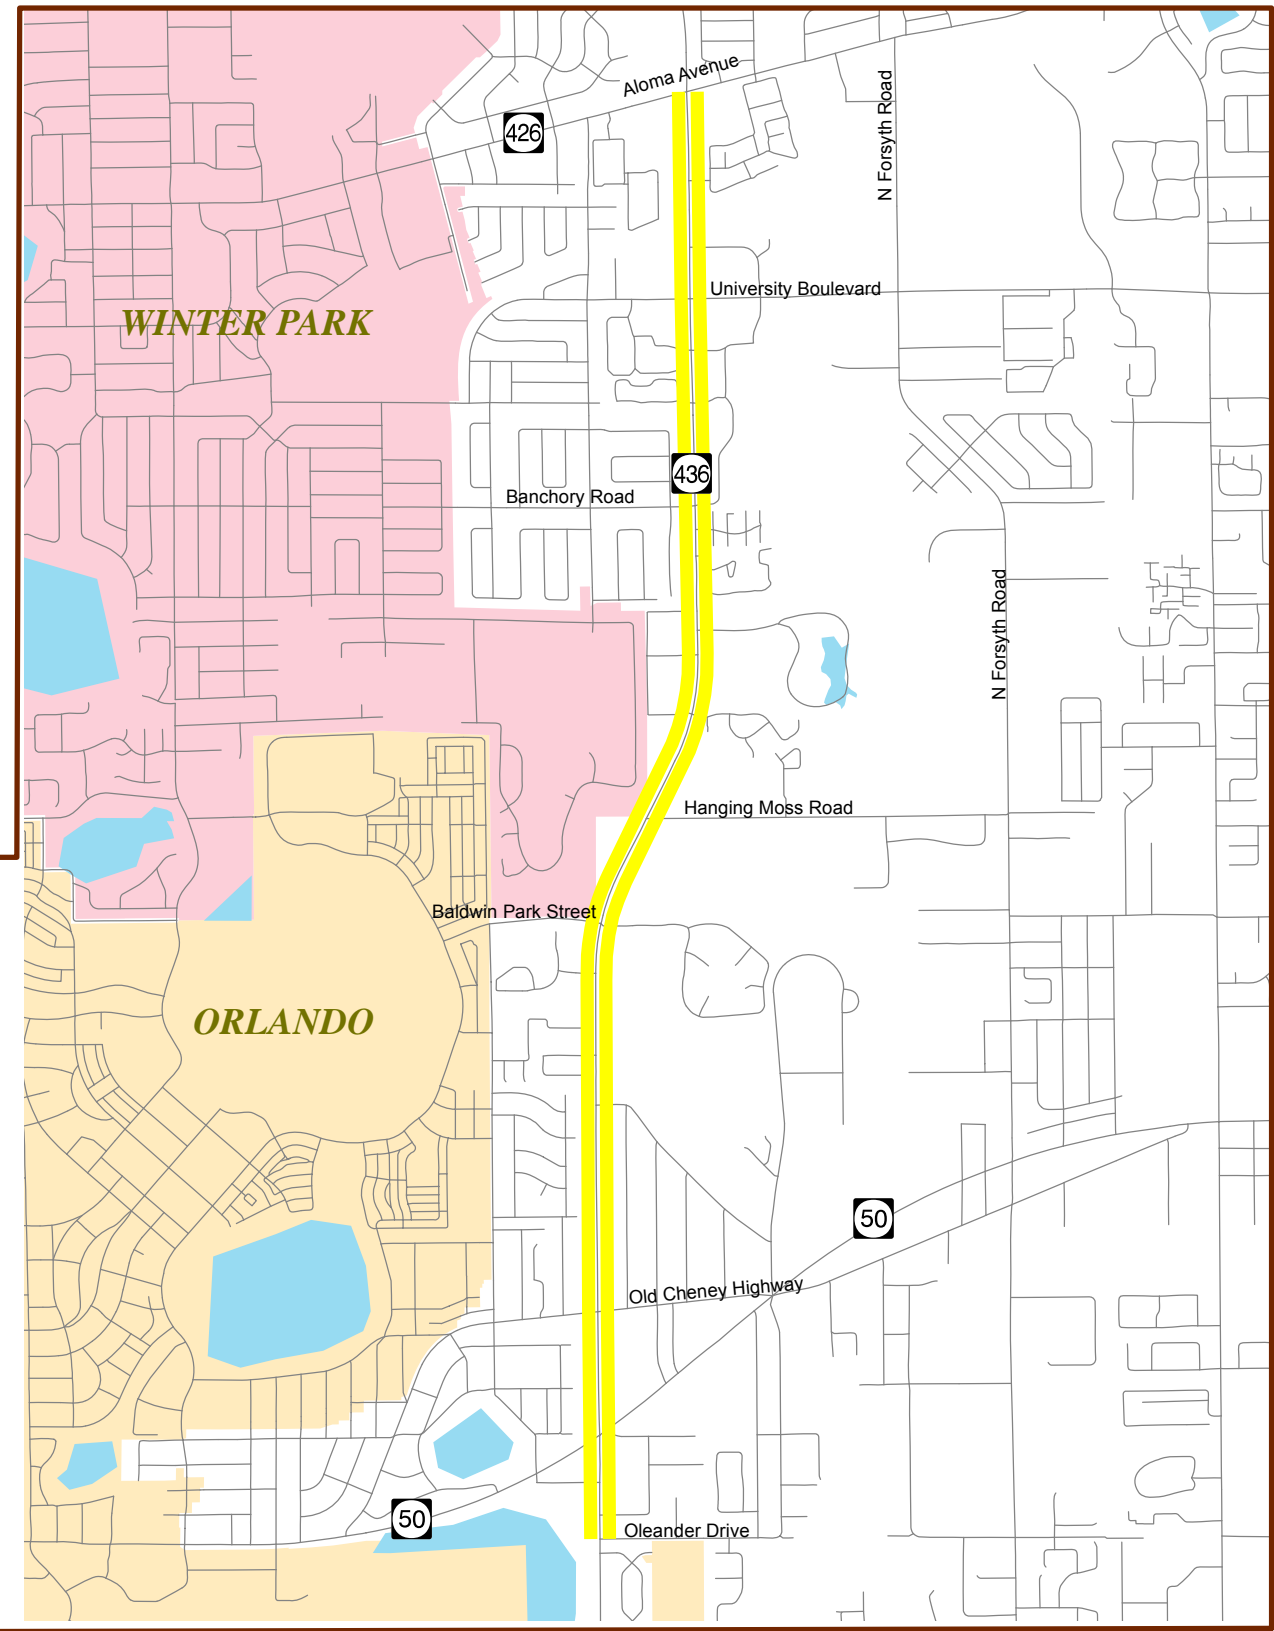 Aloma Avenue
426
N Forsyth Road
University Boulevard
WINTER PARK
436
Banchory Road
N Forsyth Road
Hanging Moss Road
Baldwin Park Street
ORLANDO
50
Old Cheney Highway
50
Oleander Drive